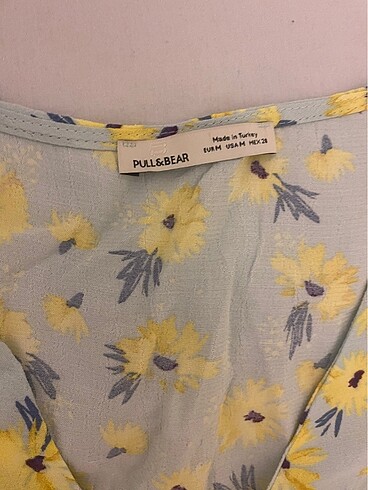 PULL&BEAR
Made in Turkey
EUR M  USA M  MEX 28